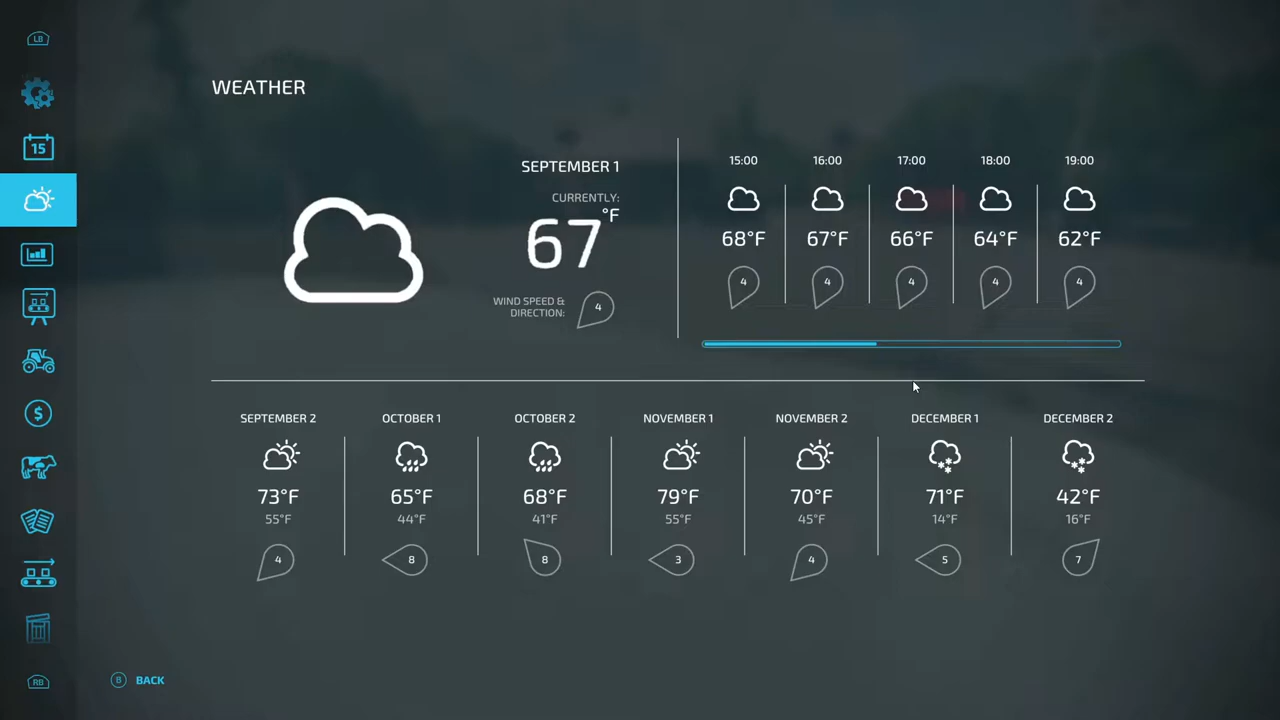 LB
WEATHER
15
SEPTEMBER 1
CURRENTLY:
67°F
WIND SPEED &
DIRECTION:
4
15:00 16:00 17:00 18:00 19:00
68°F 67°F 66°F 64°F 62°F
4 4 4 4 4
SEPTEMBER 2 OCTOBER 1 OCTOBER 2 NOVEMBER 1 NOVEMBER 2 DECEMBER 1 DECEMBER 2
73°F 65°F 68°F 79°F 70°F 71°F 42°F
55°F 44°F 41°F 55°F 45°F 14°F 16°F
4 8 8 3 4 5 7
$
RB
B BACK